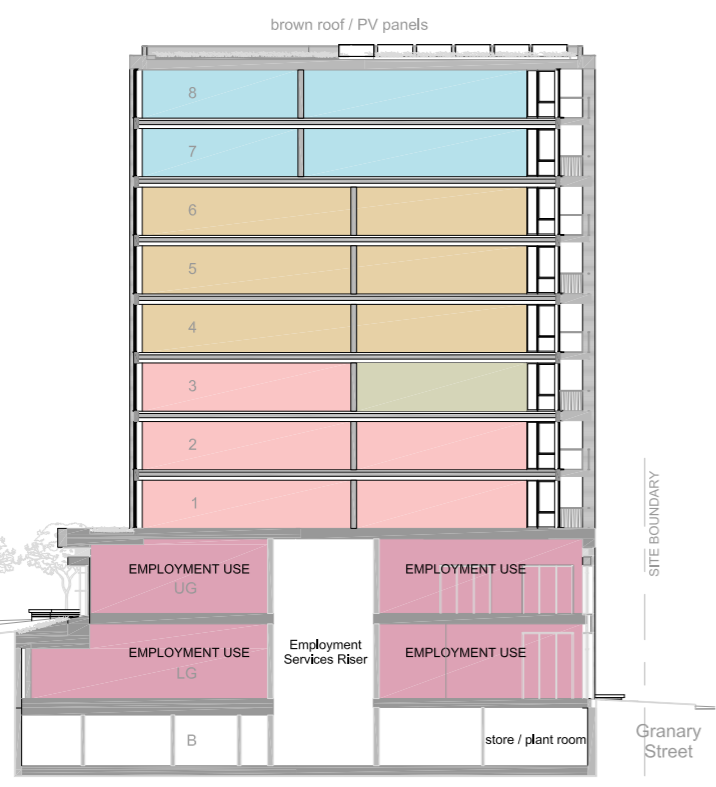 brown roof / PV panels
8
7
6
5
4
3
2
1
SITE BOUNDARY
EMPLOYMENT USE
UG
EMPLOYMENT USE
EMPLOYMENT USE
LG
Employment
Services Riser
EMPLOYMENT USE
B
store / plant room
Granary
Street